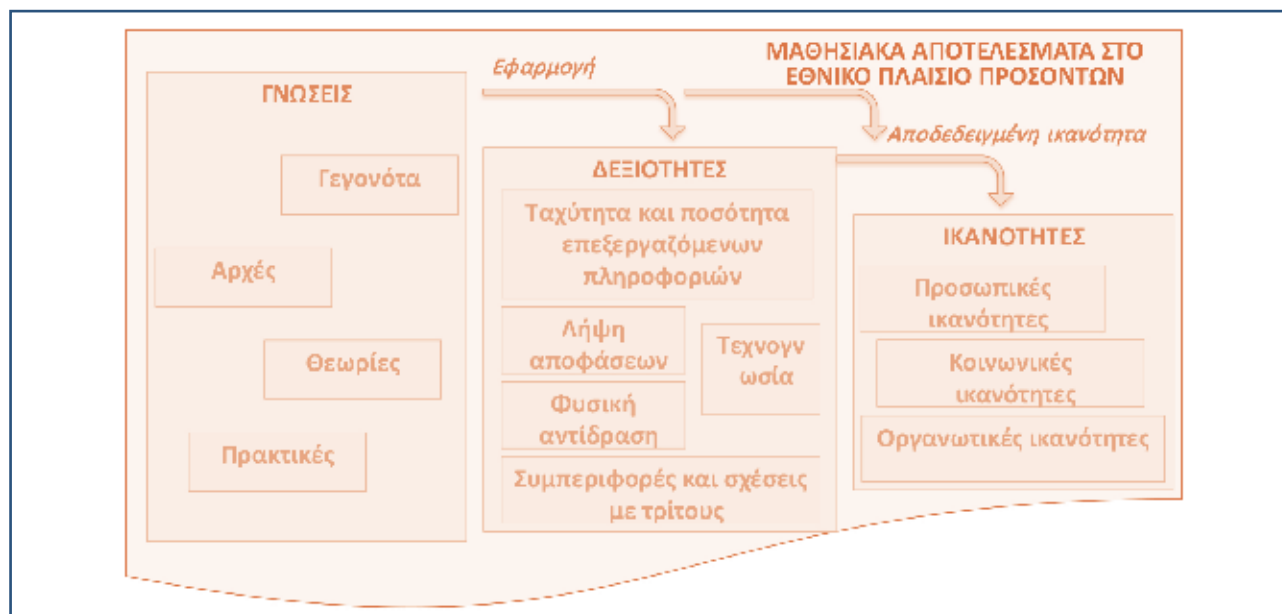 ΜΑΘΗΣΙΑΚΑ ΑΠΟΤΕΛΕΣΜΑΤΑ ΣΤΟ
ΕΘΝΙΚΟ ΠΛΑΙΣΙΟ ΠΡΟΣΟΝΤΩΝ
ΓΝΩΣΕΙΣ
Γεγονότα
Αρχές
Θεωρίες
Πρακτικές
Εφαρμογή
ΔΕΞΙΟΤΗΤΕΣ
Ταχύτητα και ποσότητα
επεξεργαζόμενων
πληροφοριών
Λήψη
αποφάσεων
Τεχνογν
ωσία
Φυσική
αντίδραση
Συμπεριφορές και σχέσεις
με τρίτους
Αποδεδειγμένη ικανότητα
ΙΚΑΝΟΤΗΤΕΣ
Προσωπικές
ικανότητες
Κοινωνικές
ικανότητες
Οργανωτικές ικανότητες